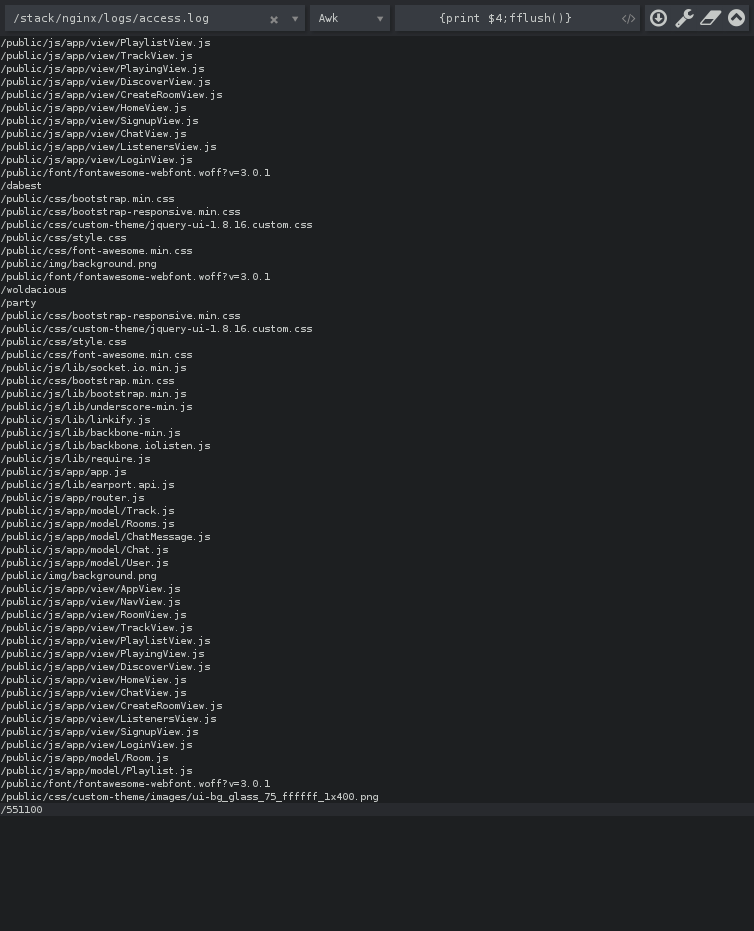 /stack/nginx/logs/access.log Awk {print $4;fflush()} </>
/public/js/app/view/PlaylistView.js
/public/js/app/view/TrackView.js
/public/js/app/view/PlayingView.js
/public/js/app/view/DiscoverView.js
/public/js/app/view/CreateRoomView.js
/public/js/app/view/HomeView.js
/public/js/app/view/SignupView.js
/public/js/app/view/ChatView.js
/public/js/app/view/ListenersView.js
/public/js/app/view/LoginView.js
/public/font/fontawesome-webfont.woff?v=3.0.1
/dabest
/public/css/bootstrap.min.css
/public/css/bootstrap-responsive.min.css
/public/css/custom-theme/jquery-ui-1.8.16.custom.css
/public/css/style.css
/public/css/font-awesome.min.css
/public/img/background.png
/public/font/fontawesome-webfont.woff?v=3.0.1
/woldacious
/party
/public/css/bootstrap-responsive.min.css
/public/css/custom-theme/jquery-ui-1.8.16.custom.css
/public/css/style.css
/public/css/font-awesome.min.css
/public/js/lib/socket.io.min.js
/public/css/bootstrap.min.css
/public/js/lib/bootstrap.min.js
/public/js/lib/underscore-min.js
/public/js/lib/linkify.js
/public/js/lib/backbone-min.js
/public/js/lib/backbone.iolisten.js
/public/js/lib/require.js
/public/js/app/app.js
/public/js/lib/earport.api.js
/public/js/app/router.js
/public/js/app/model/Track.js
/public/js/app/model/Rooms.js
/public/js/app/model/ChatMessage.js
/public/js/app/model/Chat.js
/public/js/app/model/User.js
/public/img/background.png
/public/js/app/view/AppView.js
/public/js/app/view/NavView.js
/public/js/app/view/RoomView.js
/public/js/app/view/TrackView.js
/public/js/app/view/PlaylistView.js
/public/js/app/view/PlayingView.js
/public/js/app/view/DiscoverView.js
/public/js/app/view/HomeView.js
/public/js/app/view/ChatView.js
/public/js/app/view/CreateRoomView.js
/public/js/app/view/ListenersView.js
/public/js/app/view/SignupView.js
/public/js/app/view/LoginView.js
/public/js/app/model/Room.js
/public/js/app/model/Playlist.js
/public/font/fontawesome-webfont.woff?v=3.0.1
/public/css/custom-theme/images/ui-bg_glass_75_ffffff_1x400.png
/551100